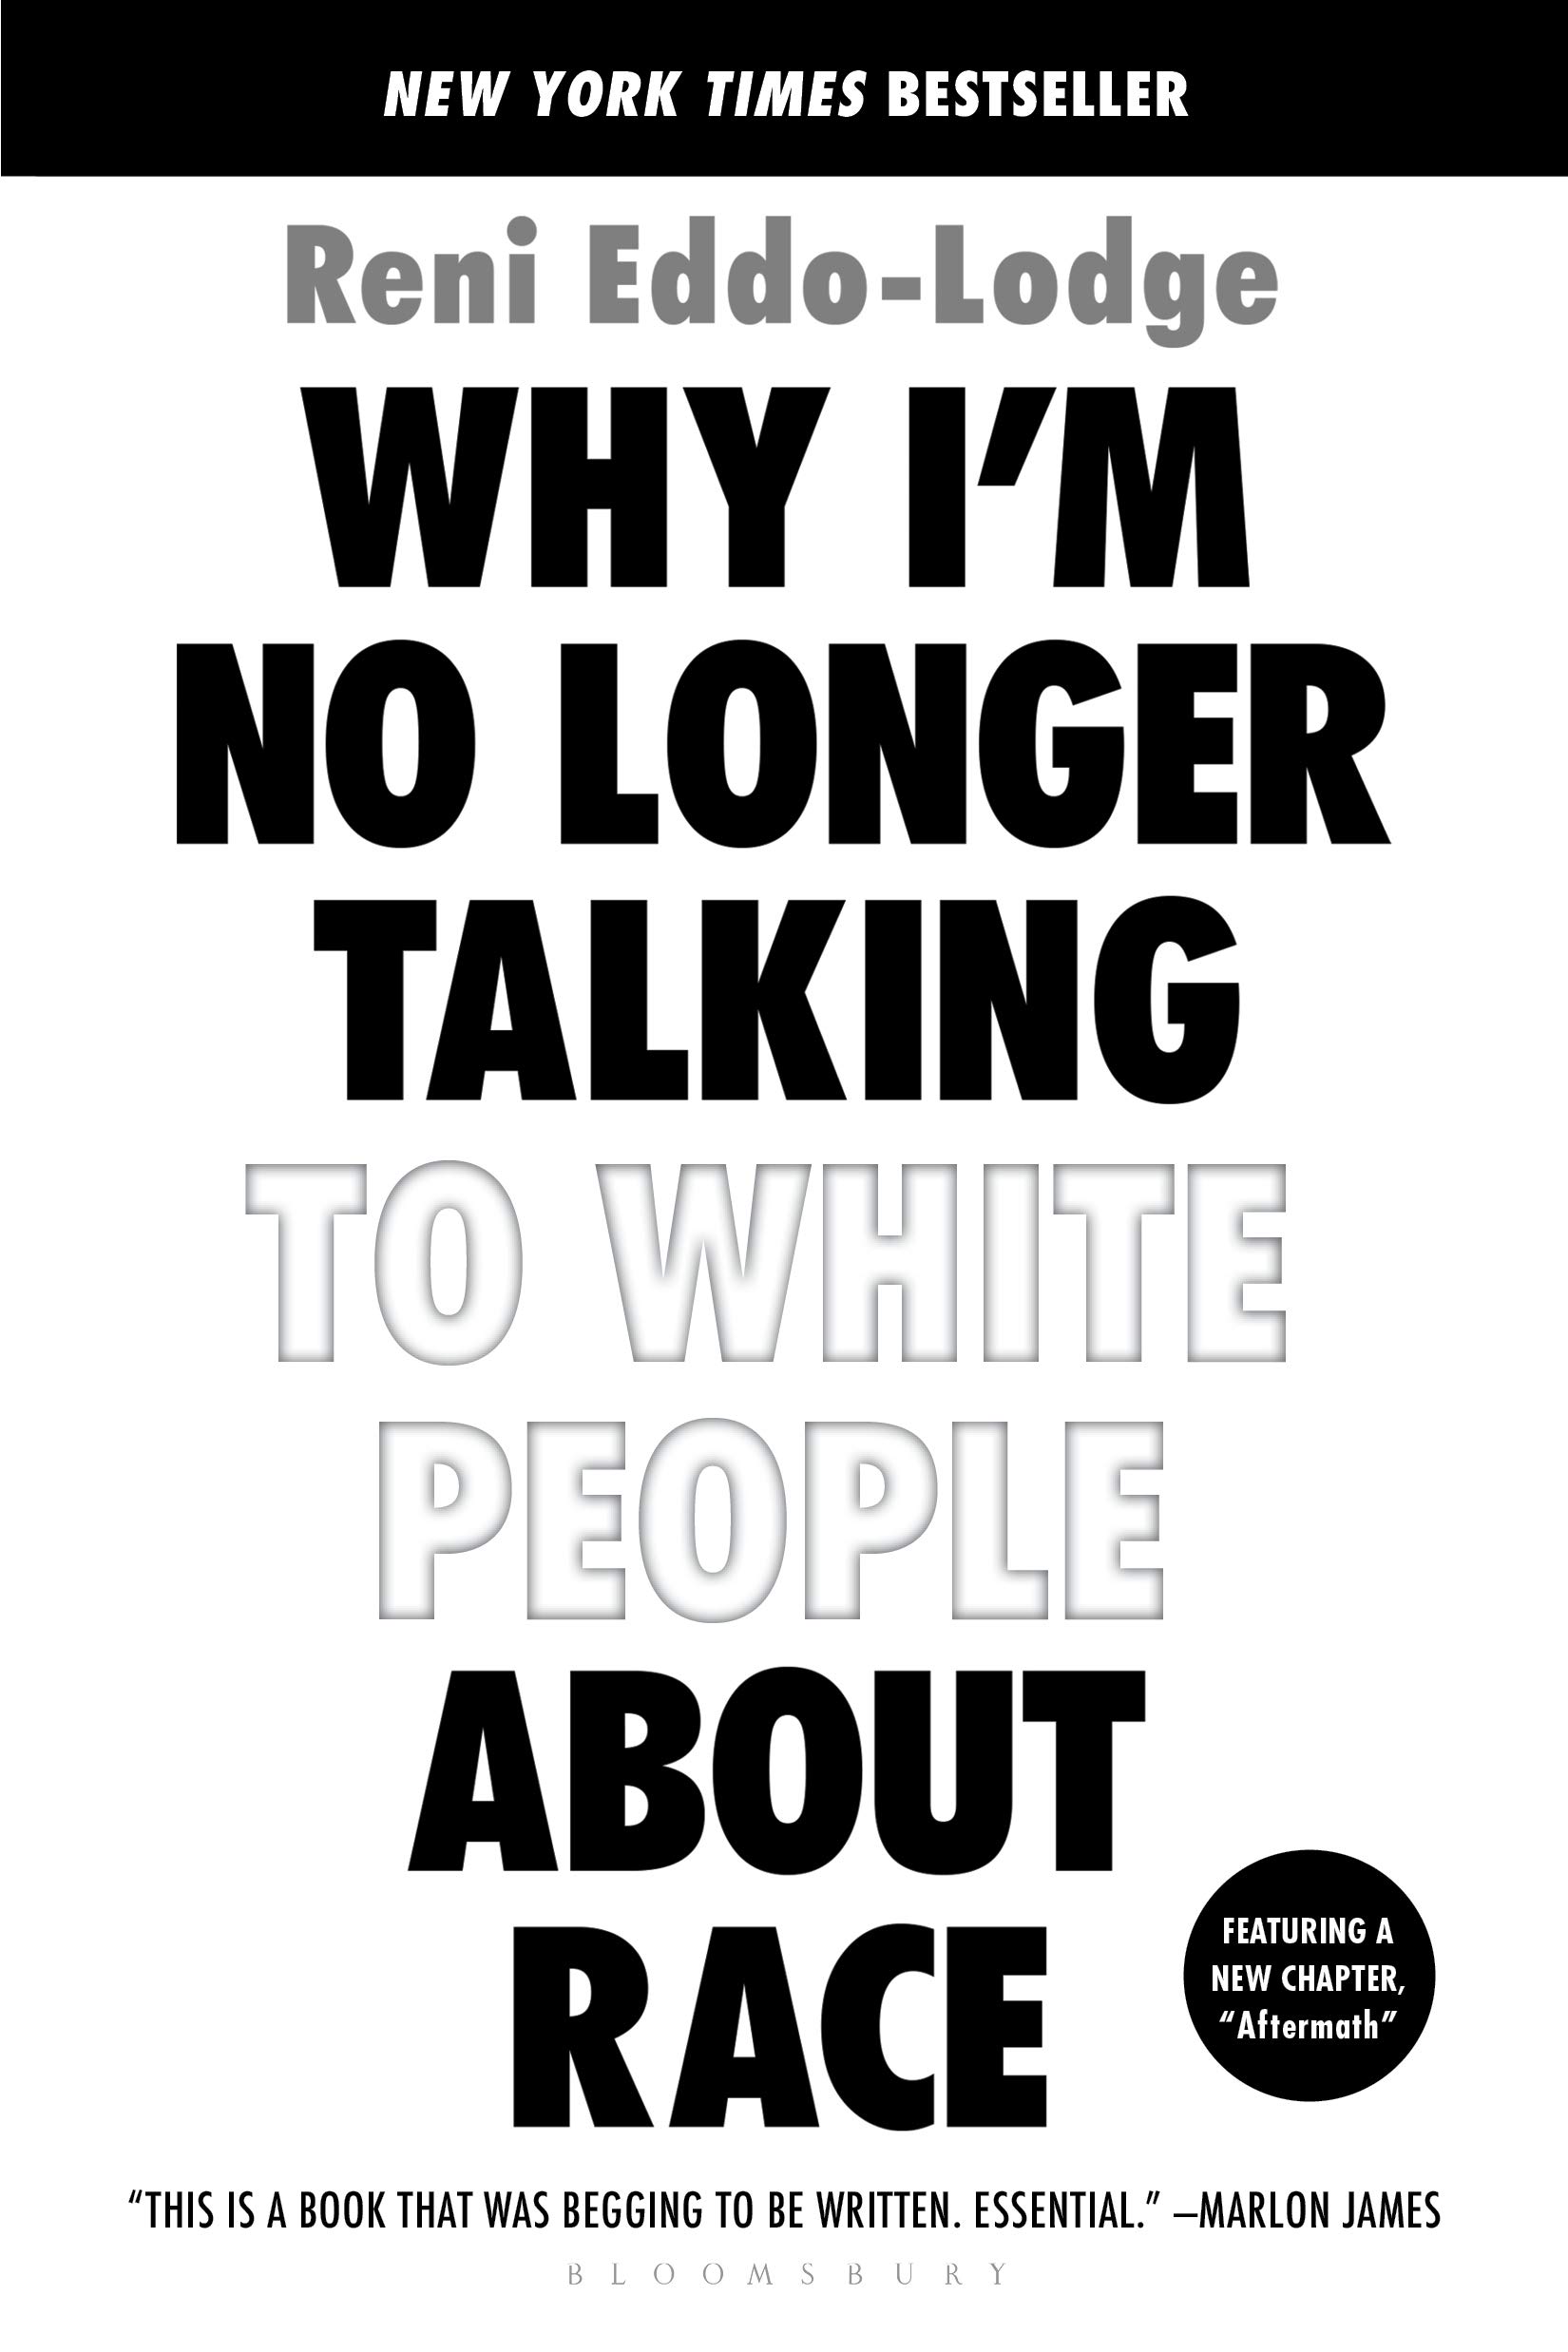 NEW YORK TIMES BESTSELLER
Reni Eddo-Lodge
WHY I’M
NO LONGER
TALKING
TO WHITE
PEOPLE
ABOUT
RACE
FEATURING A
NEW CHAPTER,
“Aftermath”
“THIS IS A BOOK THAT WAS BEGGING TO BE WRITTEN. ESSENTIAL.” —MARLON JAMES
BLOOMSBURY